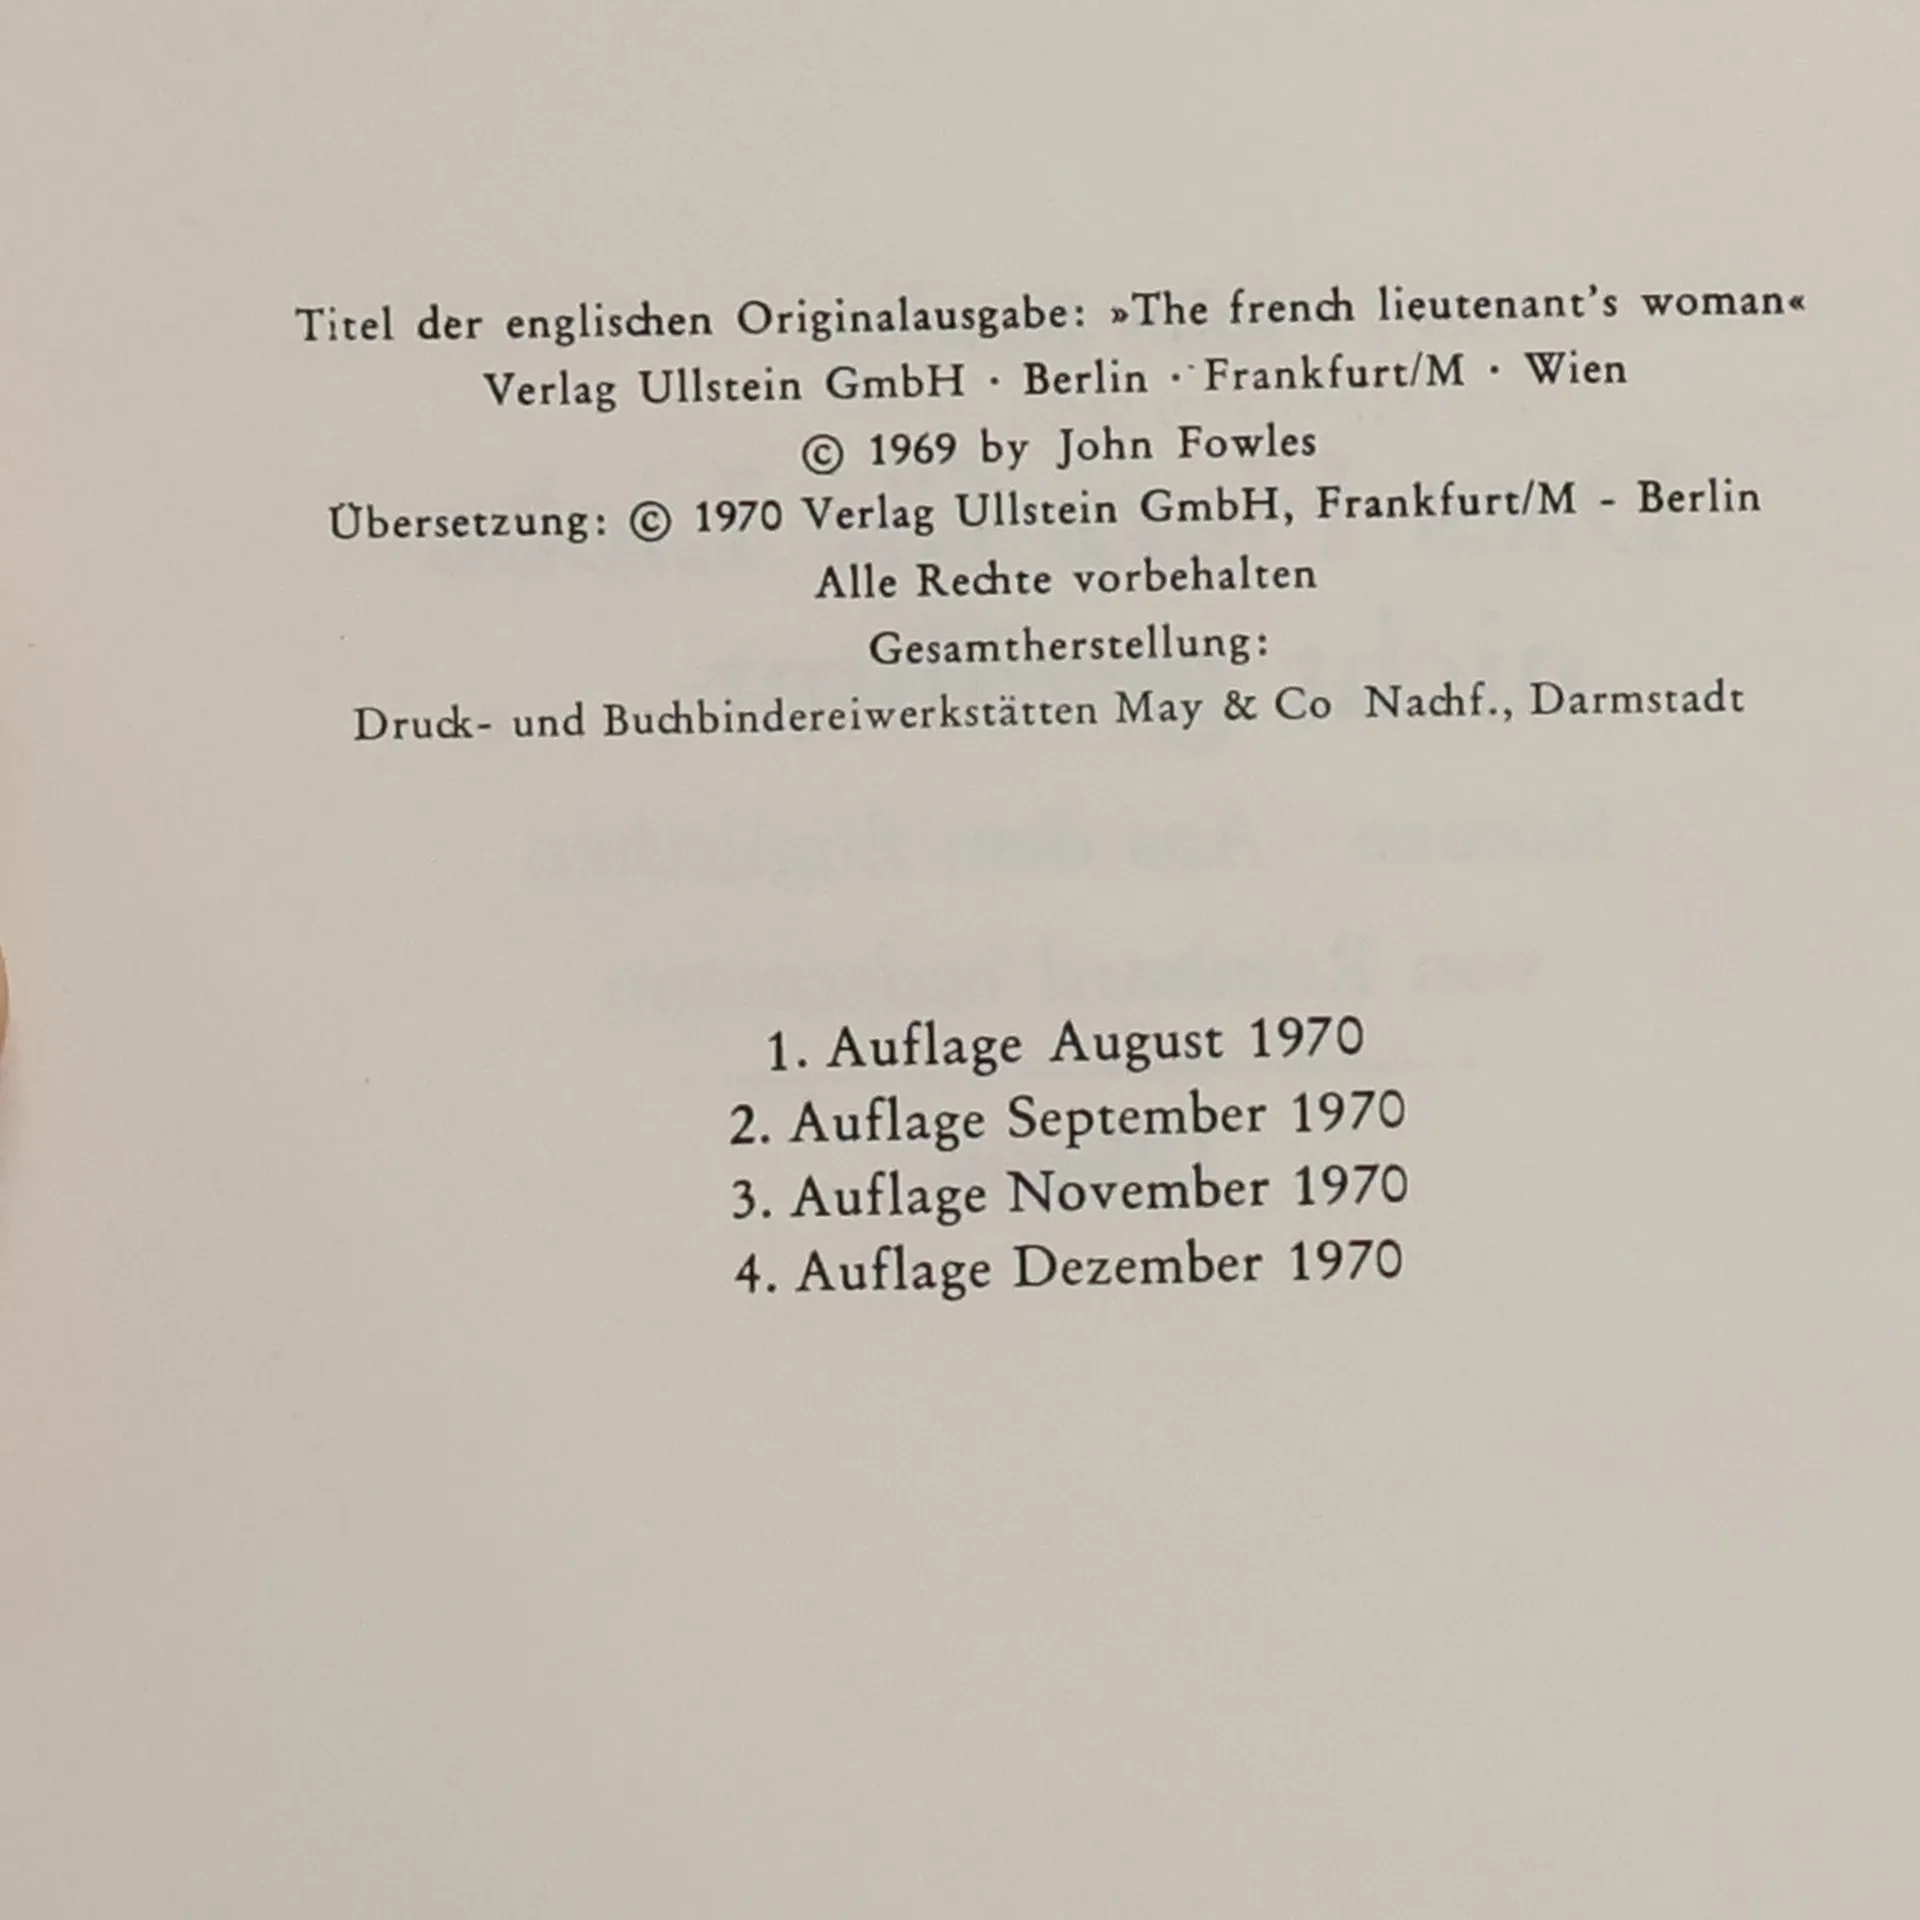 Titel der englischen Originalausgabe: »The french lieutenant’s woman«
Verlag Ullstein GmbH · Berlin · Frankfurt/M · Wien
© 1969 by John Fowles
Übersetzung: © 1970 Verlag Ullstein GmbH, Frankfurt/M - Berlin
Alle Rechte vorbehalten
Gesamtherstellung:
Druck- und Buchbindereiwerkstätten May & Co Nachf., Darmstadt
1. Auflage August 1970
2. Auflage September 1970
3. Auflage November 1970
4. Auflage Dezember 1970